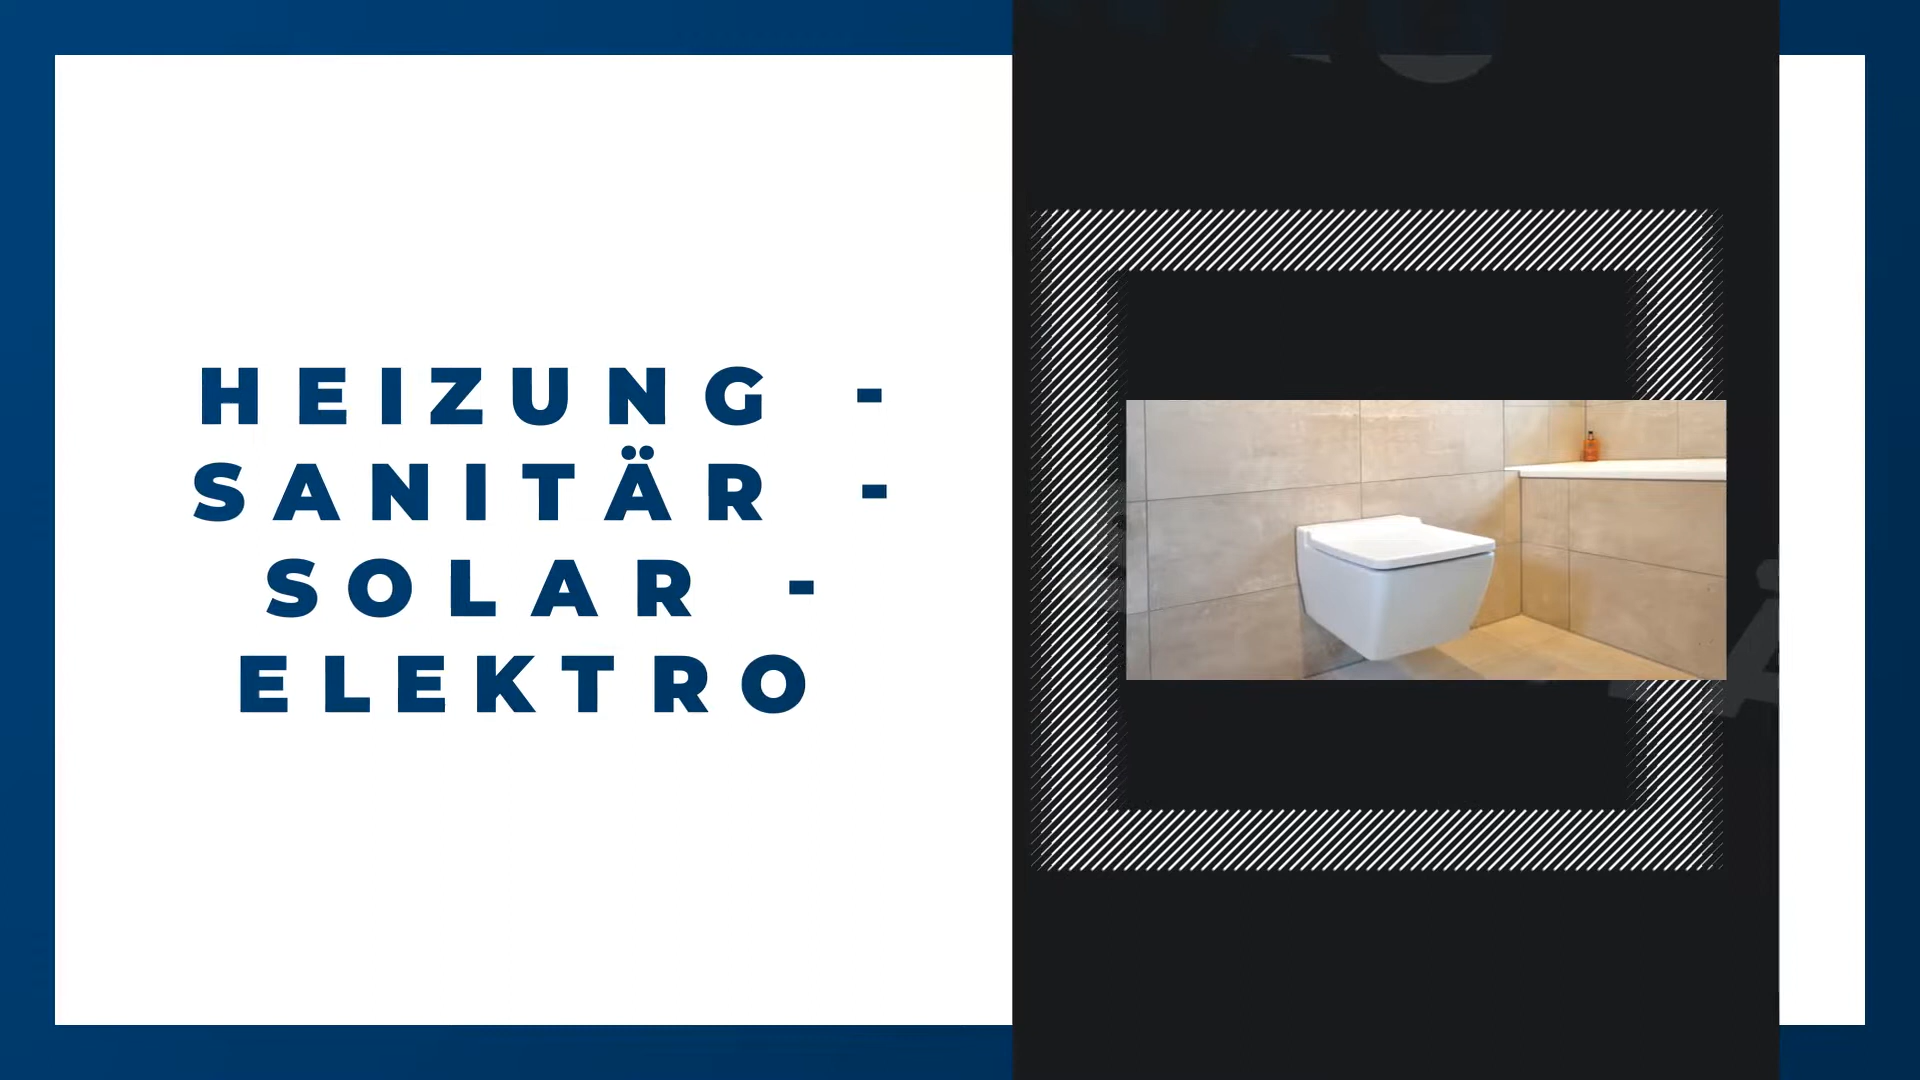 HEIZUNG -
SANITÄR -
SOLAR -
ELEKTRO